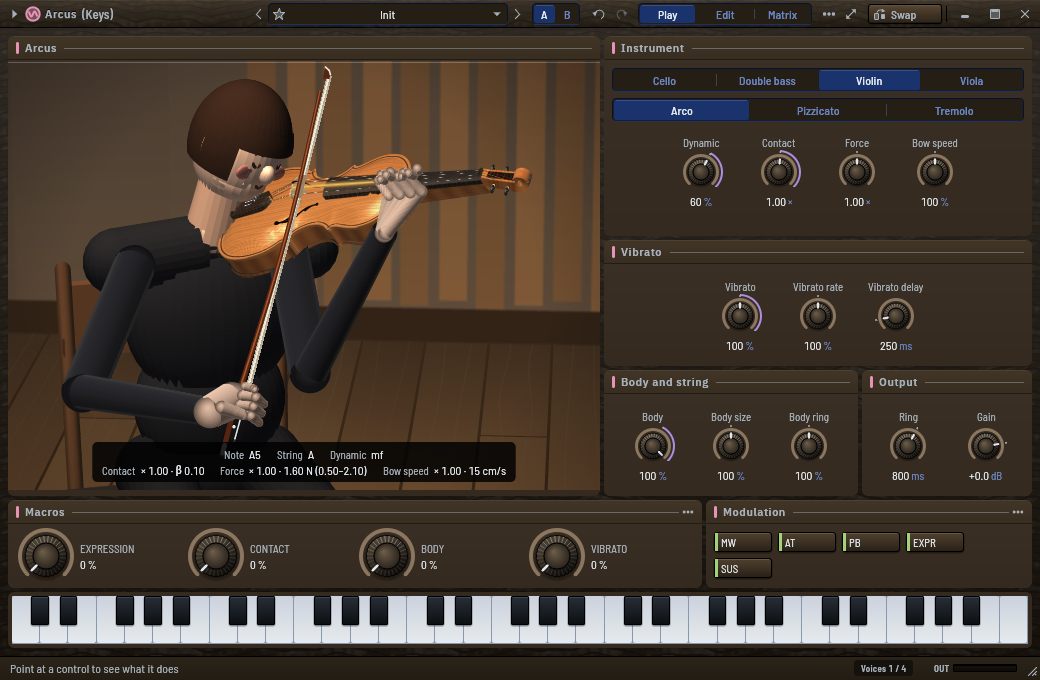 Arcus (Keys)
Init
A B
Play Edit Matrix
Swap
Arcus
Instrument
Cello Double bass Violin Viola
Arco Pizzicato Tremolo
Dynamic Contact Force Bow speed
60 % 1.00 × 1.00 × 100 %
Vibrato
Vibrato Vibrato rate Vibrato delay
100 % 100 % 250 ms
Body and string
Output
Body Body size Body ring
Ring Gain
100 % 100 % 100 %
800 ms +0.0 dB
Note A5 String A Dynamic mf
Contact × 1.00 · β 0.10 Force × 1.00 · 1.60 N (0.50–2.10) Bow speed × 1.00 · 15 cm/s
Macros
Modulation
EXPRESSION
0 %
CONTACT
0 %
BODY
0 %
VIBRATO
0 %
MW AT PB EXPR
SUS
Point at a control to see what it does
Voices 1 / 4
OUT